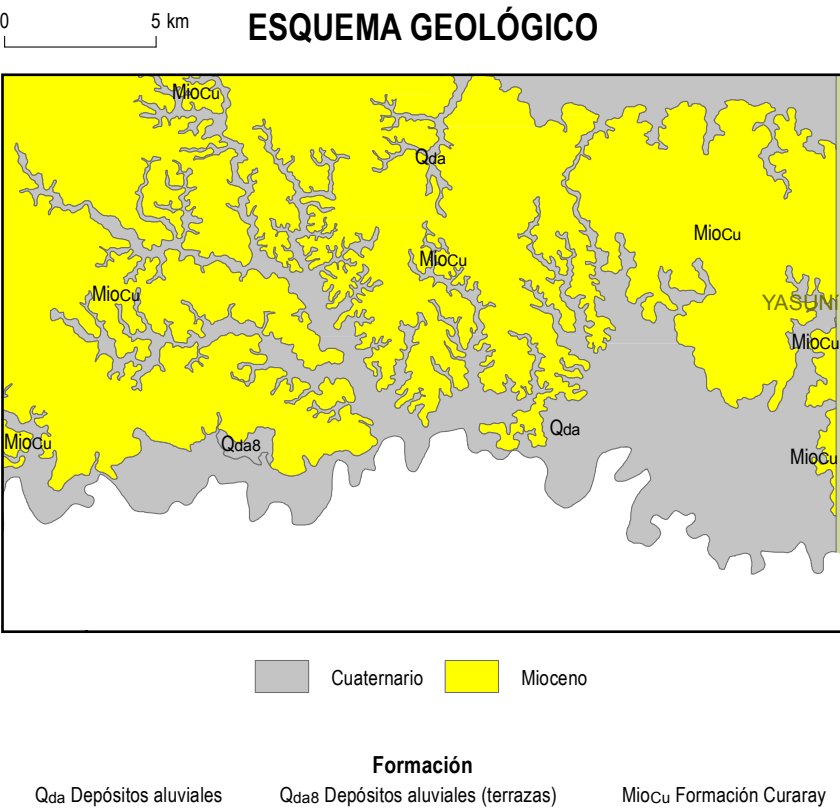 0 5 km
ESQUEMA GEOLÓGICO
MioCu
Qda
MioCu
MioCu
MioCu
YASUNÍ
MioCu
Qda
MioCu
Qda8
MioCu
Cuaternario Mioceno
Formación
Qda Depósitos aluviales Qda8 Depósitos aluviales (terrazas) MioCu Formación Curaray